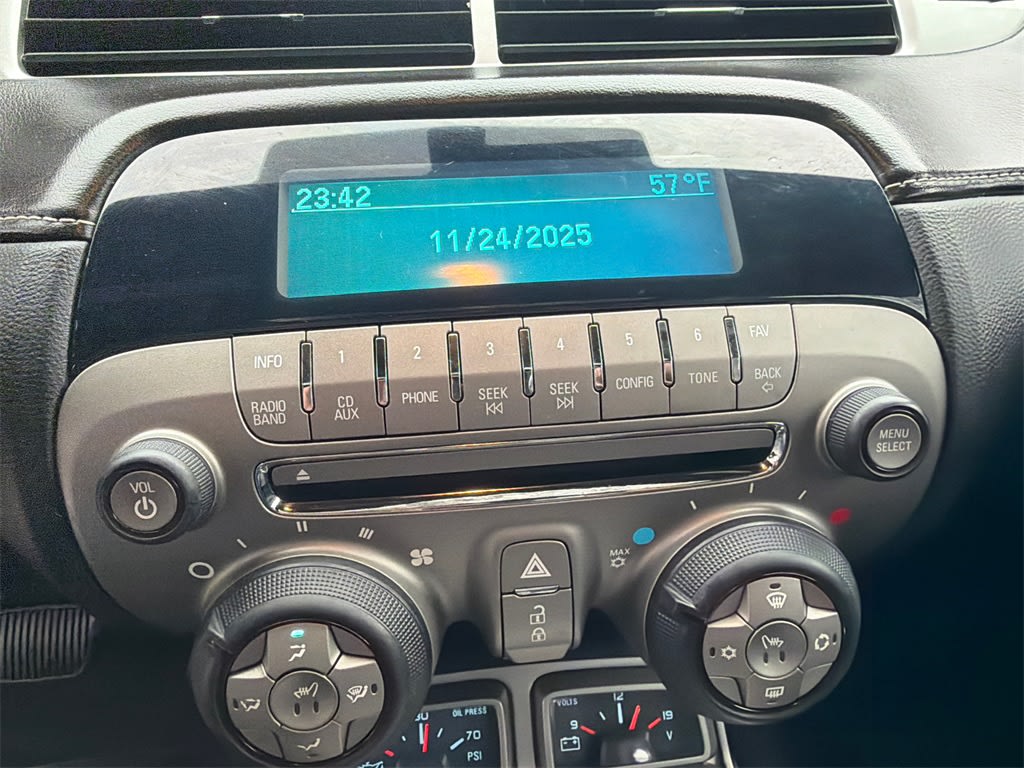 23:42 57°F
11/24/2025
INFO 1 2 3 4 5 6 FAV
RADIO BAND CD AUX PHONE SEEK SEEK CONFIG TONE BACK
VOL
MENU SELECT
MAX
80 OIL PRESS
70
PSI
VOLTS 12
9 19
V